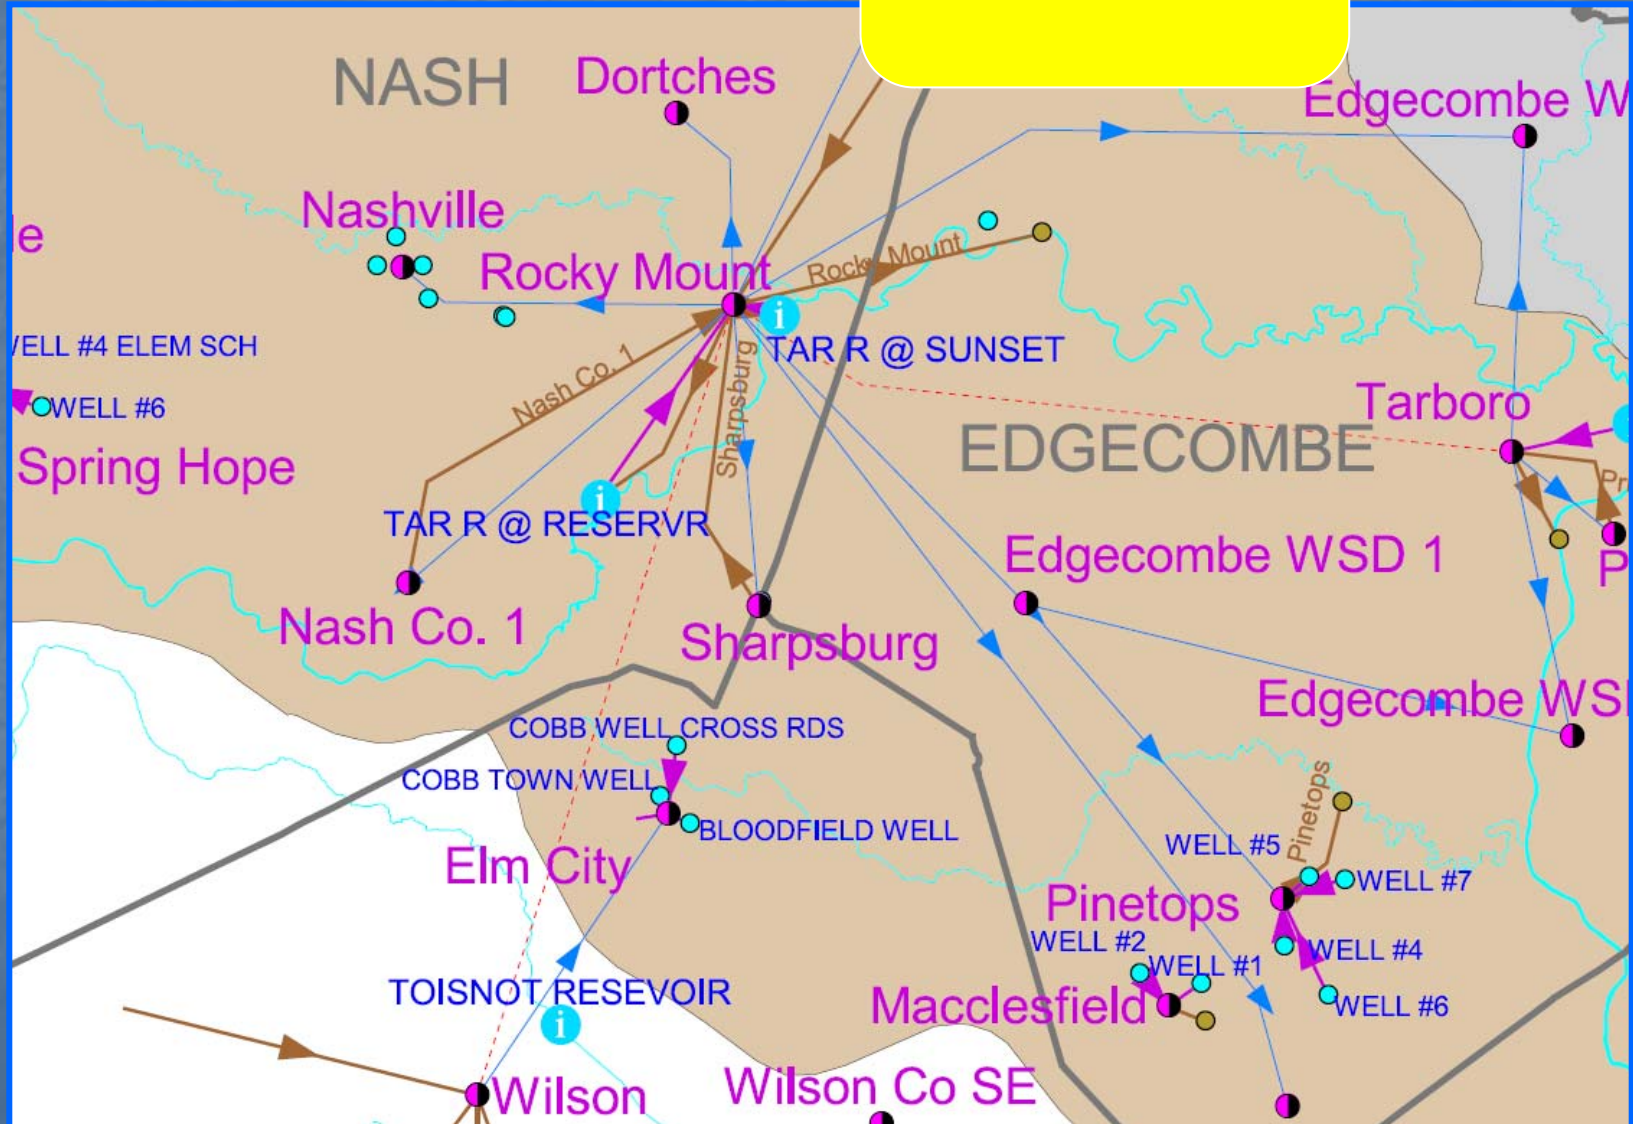 NASH
Dortches
Edgecombe W
Nashville
le
Rocky Mount
Rocky Mount
TAR R @ SUNSET
WELL #4 ELEM SCH
Nash Co. 1
Sharpsburg
WELL #6
Tarboro
EDGECOMBE
Spring Hope
Pr
TAR R @ RESERVR
Edgecombe WSD 1
P
Nash Co. 1
Sharpsburg
Edgecombe WS
COBB WELL CROSS RDS
COBB TOWN WELL
BLOODFIELD WELL
Pinetops
WELL #5
Elm City
WELL #7
Pinetops
WELL #2
WELL #4
WELL #1
TOISNOT RESEVOIR
Macclesfield
WELL #6
Wilson
Wilson Co SE